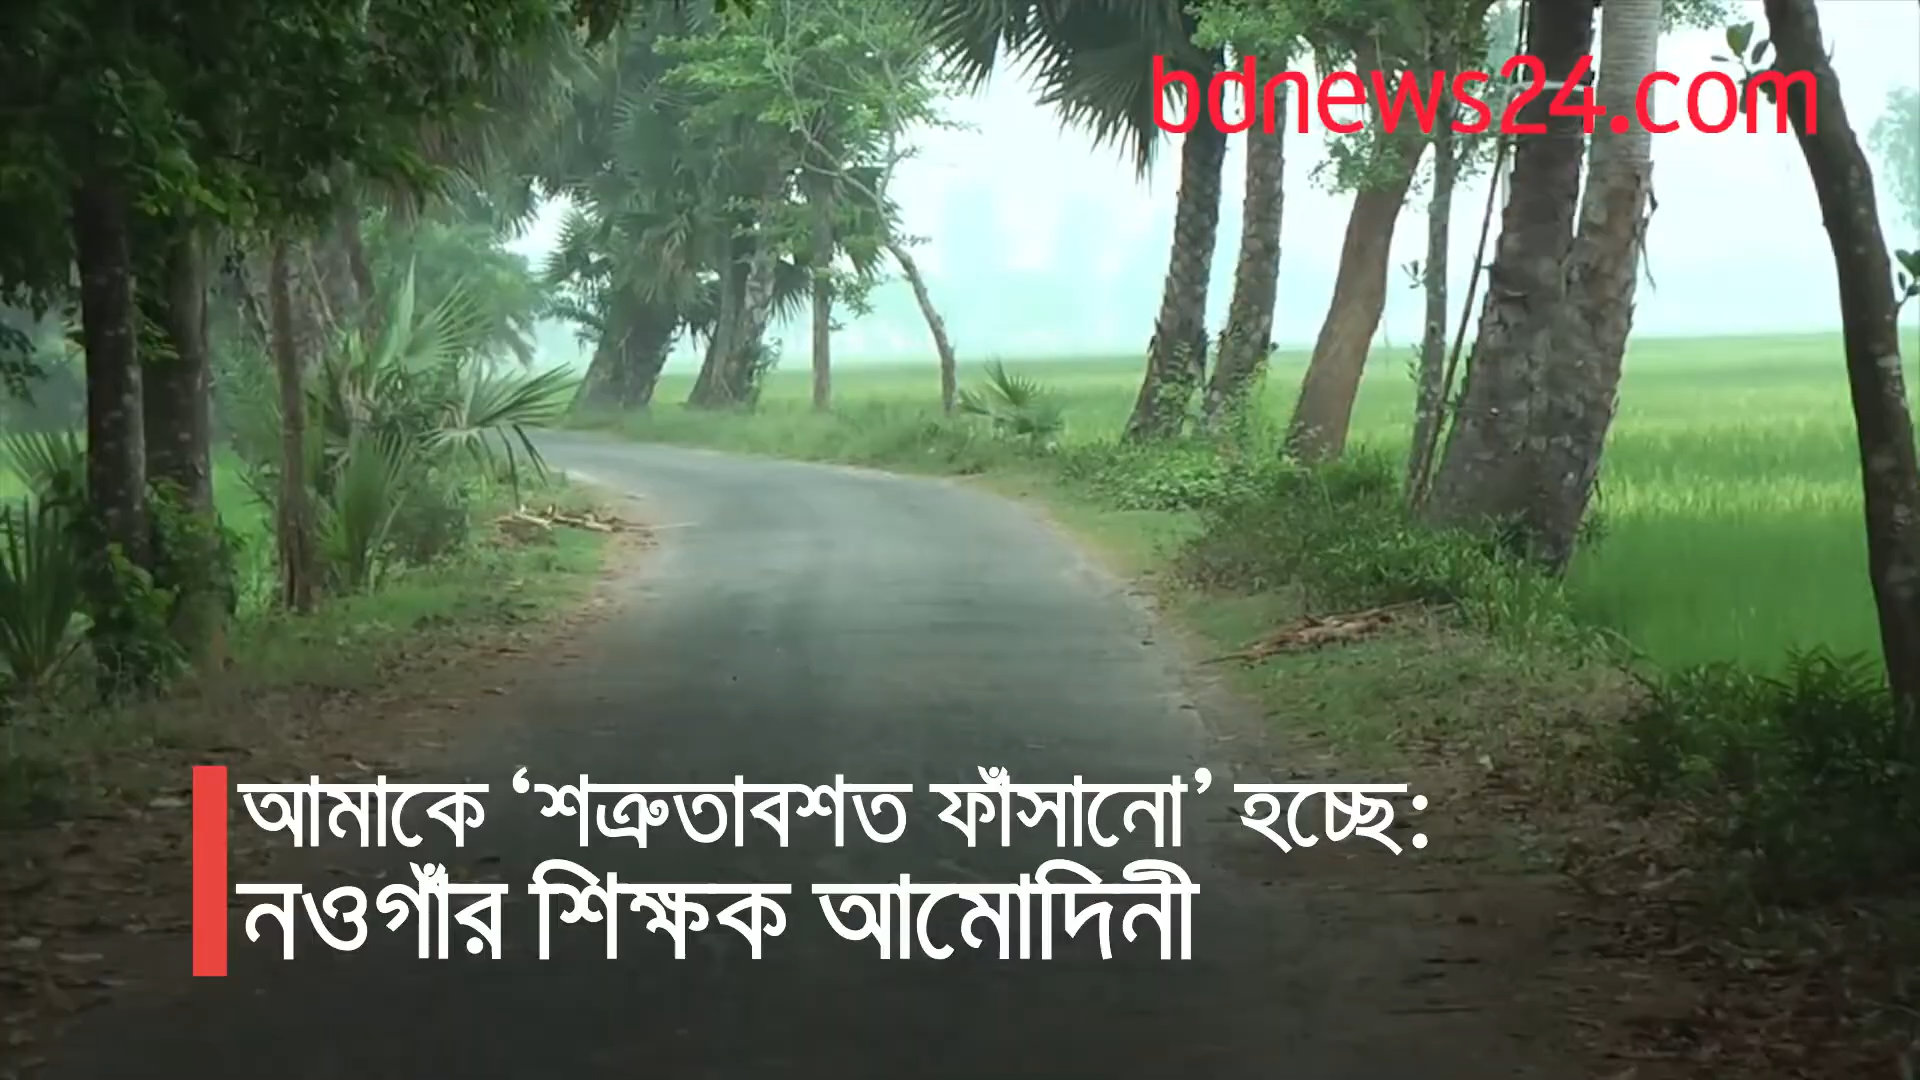 bdnews24.com
আমাকে ‘শত্রুতাবশত ফাঁসানো’ হচ্ছে:
নওগাঁর শিক্ষক আমোদিনী